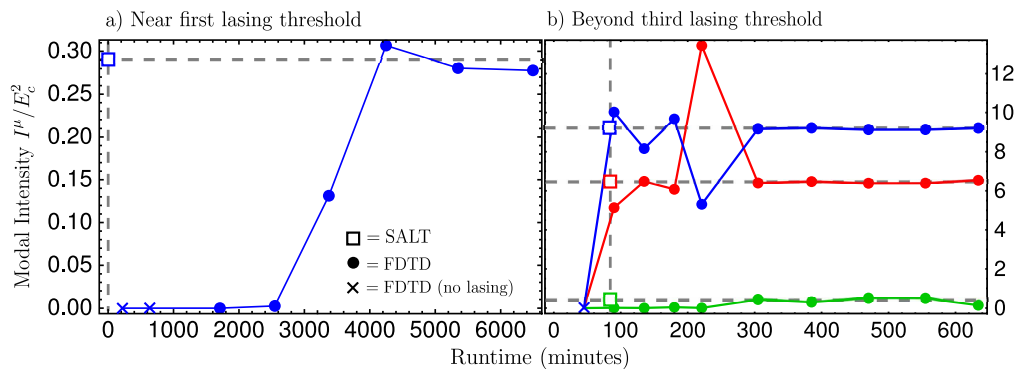 a) Near first lasing threshold
b) Beyond third lasing threshold
Modal Intensity I^μ/E_c^2
0.30
0.25
0.20
0.15
0.10
0.05
0.00
= SALT
= FDTD
= FDTD (no lasing)
0 1000 2000 3000 4000 5000 6000
12
10
8
6
4
2
0
0 100 200 300 400 500 600
Runtime (minutes)